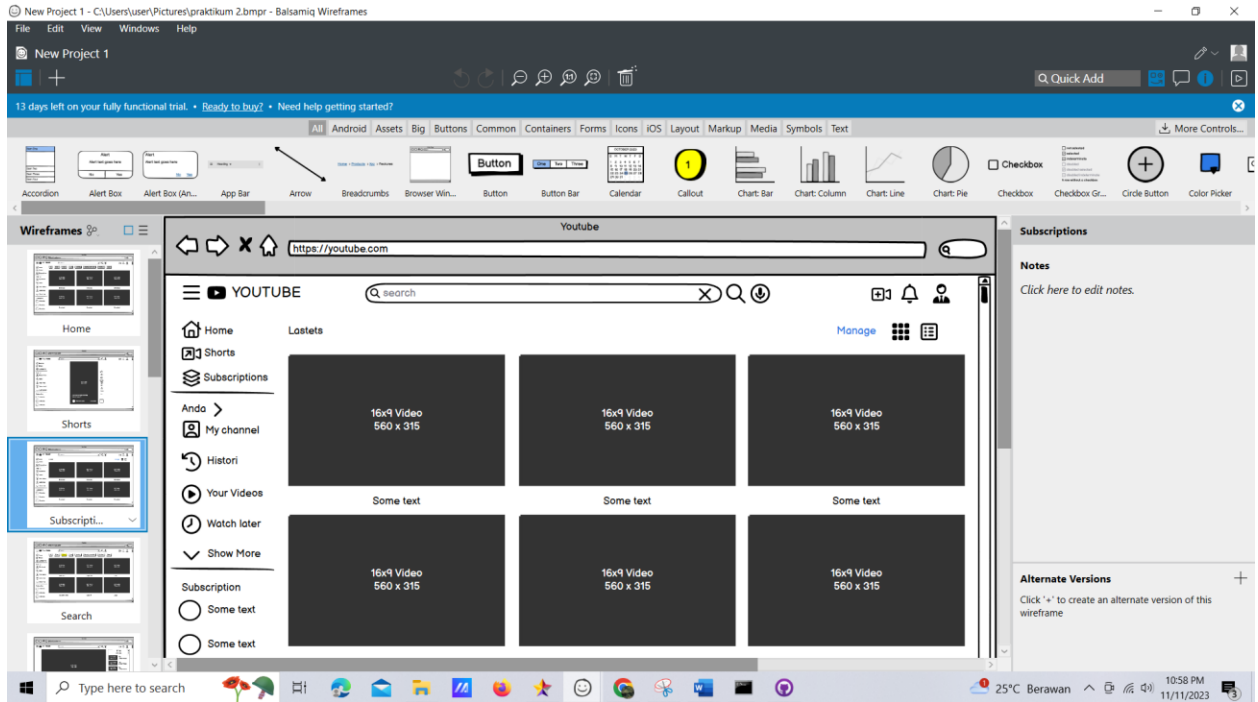 New Project 1 - C:\Users\user\Pictures\praktikum 2.bmpr - Balsamiq Wireframes
File Edit View Windows Help
New Project 1
Quick Add
13 days left on your fully functional trial. • Ready to buy? • Need help getting started?
All Android Assets Big Buttons Common Containers Forms Icons iOS Layout Markup Media Symbols Text
More Controls...
Button
One Two Three
1
Checkbox
Accordion Alert Box Alert Box (An... App Bar Arrow Breadcrumbs Browser Win... Button Button Bar Calendar Callout Chart: Bar Chart: Column Chart: Line Chart: Pie Checkbox Checkbox Gr... Circle Button Color Picker
Wireframes
Home
Shorts
Subscripti...
Search
Youtube
https://youtube.com
YOUTUBE
search
Home
Shorts
Subscriptions
Anda
My channel
Histori
Your Videos
Watch later
Show More
Subscription
Some text
Some text
Lastets
Manage
16x9 Video
560 x 315
16x9 Video
560 x 315
16x9 Video
560 x 315
Some text
Some text
Some text
16x9 Video
560 x 315
16x9 Video
560 x 315
16x9 Video
560 x 315
Subscriptions
Notes
Click here to edit notes.
Alternate Versions
Click '+' to create an alternate version of this
wireframe
Type here to search
25°C Berawan
10:58 PM
11/11/2023